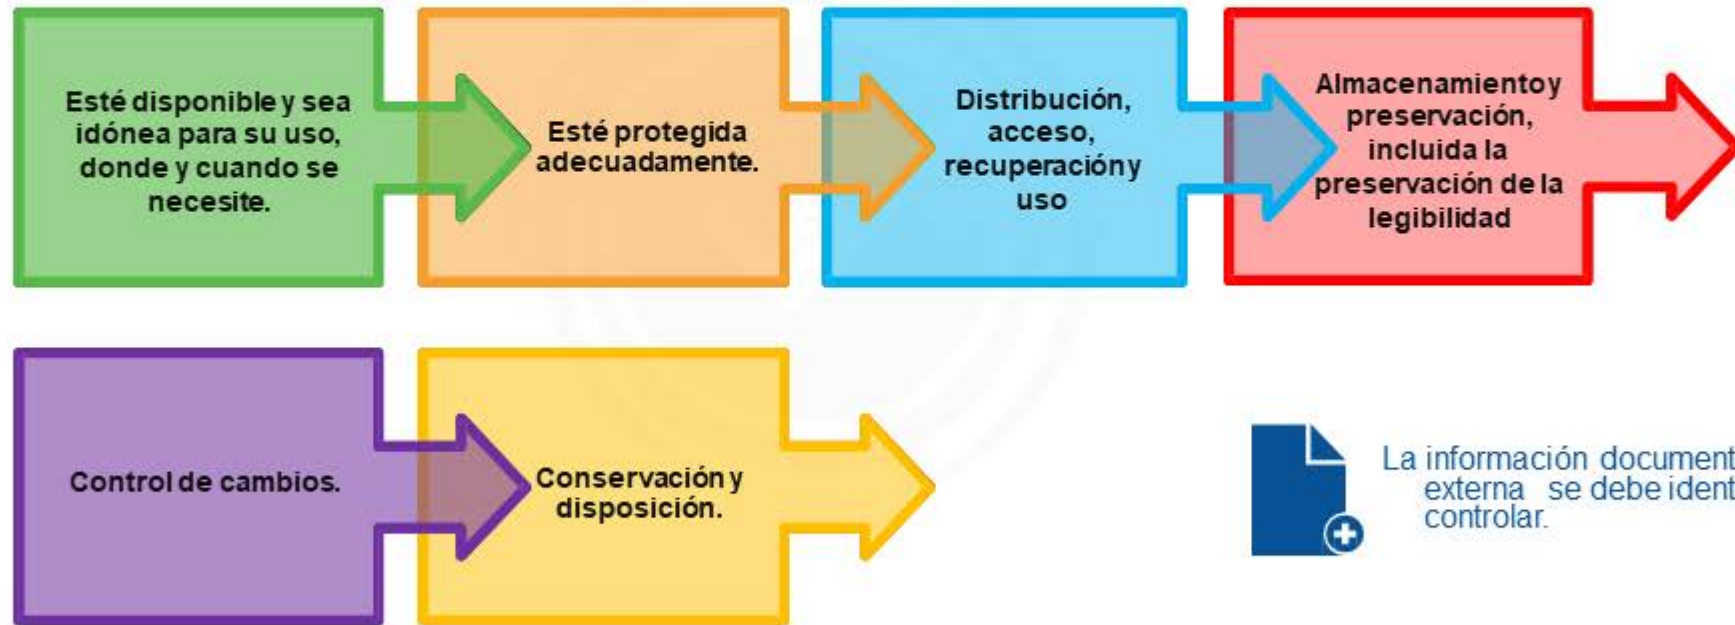 Esté disponible y sea
idónea para su uso,
donde y cuando se
necesite.
Esté protegida
adecuadamente.
Distribución,
acceso,
recuperación y
uso
Almacenamiento y
preservación,
incluida la
preservación de la
legibilidad
Control de cambios.
Conservación y
disposición.
La información document
externa se debe ident
controlar.